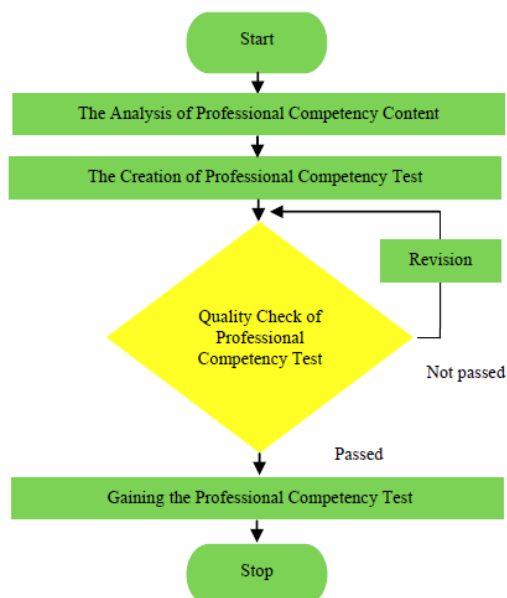 Start
The Analysis of Professional Competency Content
The Creation of Professional Competency Test
Revision
Quality Check of
Professional
Competency Test
Not passed
Passed
Gaining the Professional Competency Test
Stop